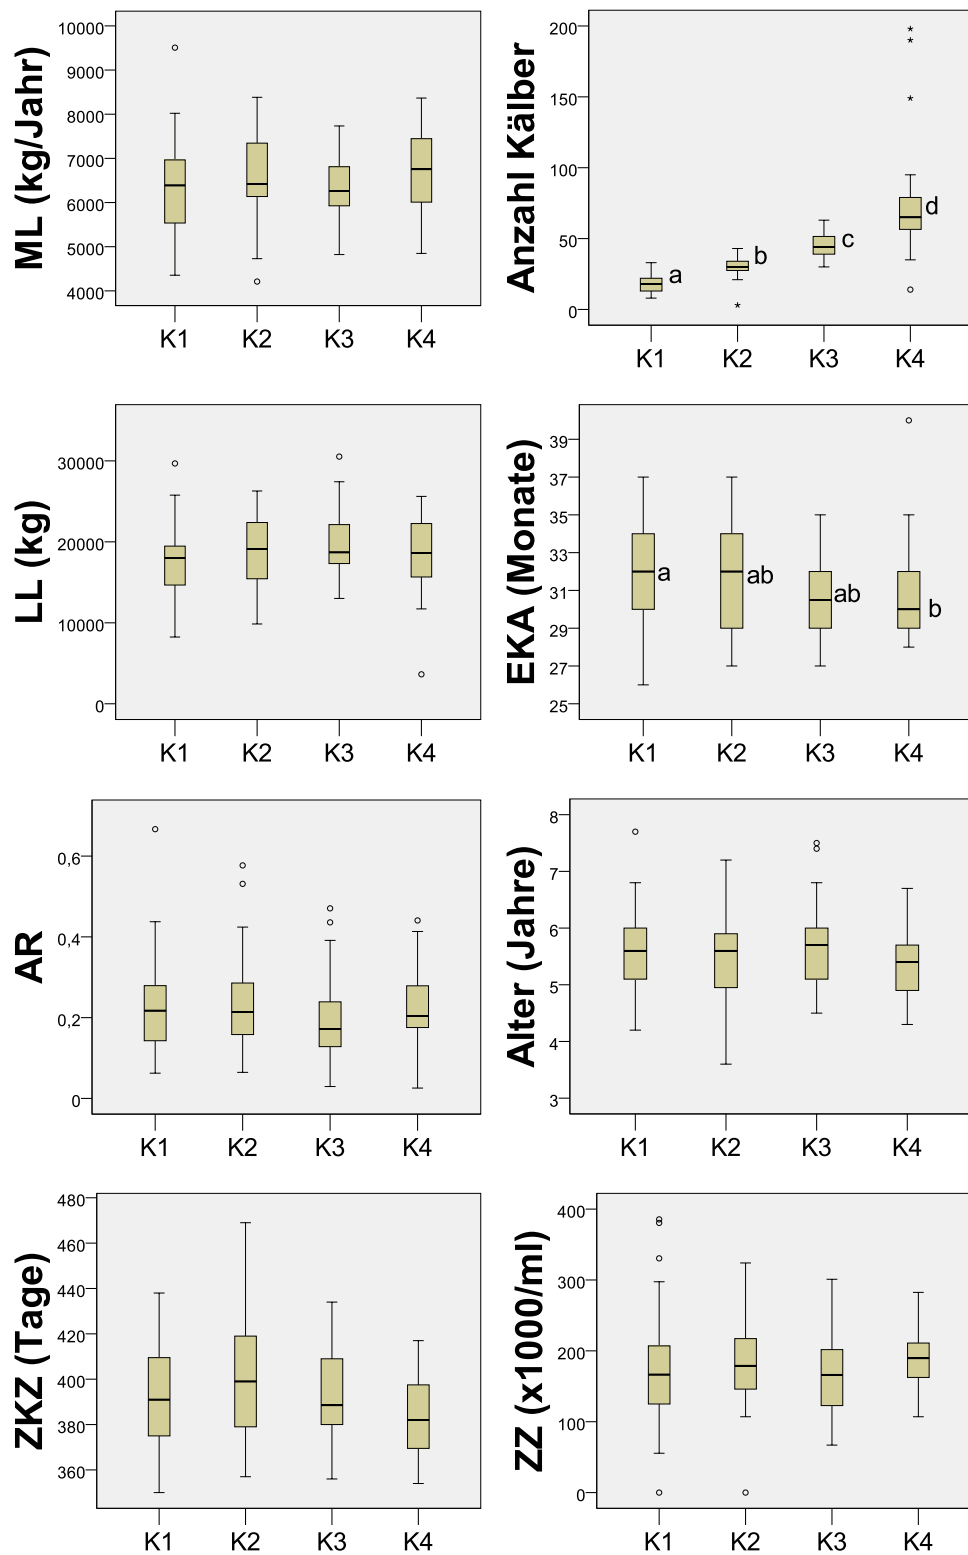 ML (kg/Jahr)
10000
9000
8000
7000
6000
5000
4000
K1 K2 K3 K4
Anzahl Kälber
200
150
100
50
0
a
b
c
d
K1 K2 K3 K4
LL (kg)
30000
20000
10000
0
K1 K2 K3 K4
EKA (Monate)
39
37
35
33
31
29
27
25
a
ab
ab
b
K1 K2 K3 K4
AR
0,6
0,4
0,2
0
K1 K2 K3 K4
Alter (Jahre)
8
7
6
5
4
3
K1 K2 K3 K4
ZKZ (Tage)
480
460
440
420
400
380
360
K1 K2 K3 K4
ZZ (x1000/ml)
400
300
200
100
0
K1 K2 K3 K4